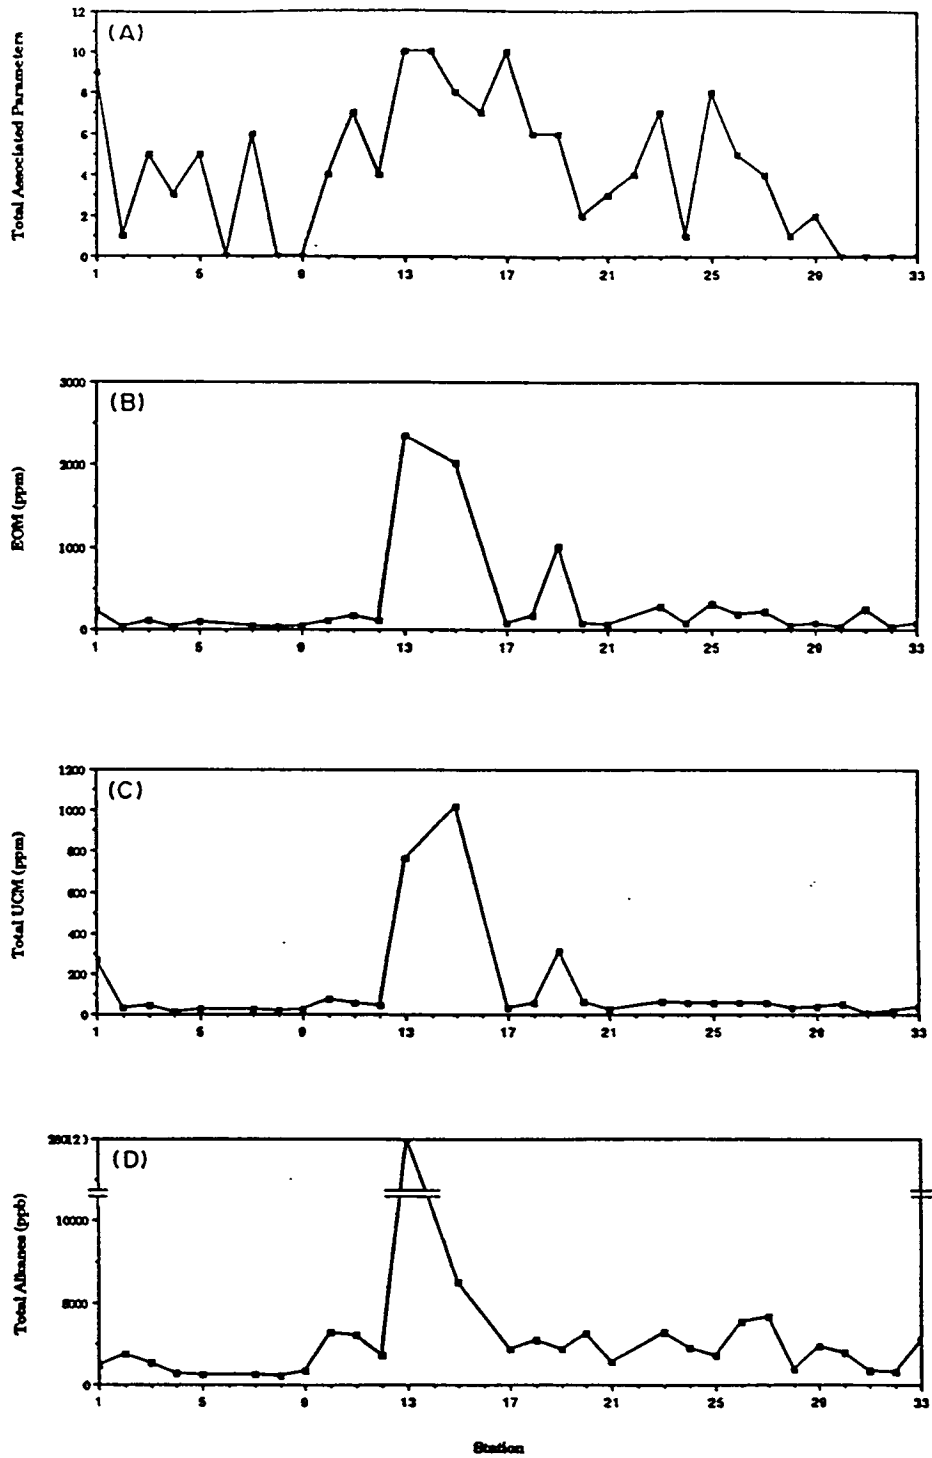 (A)
Total Associated Parameters
12
10
8
6
4
2
0
1 5 9 13 17 21 25 29 33
(B)
EOM (ppm)
3000
2000
1000
0
1 5 9 13 17 21 25 29 33
(C)
Total UCM (ppm)
1200
1000
800
600
400
200
0
1 5 9 13 17 21 25 29 33
(D)
Total Alkanes (ppb)
10000
5000
0
1 5 9 13 17 21 25 29 33
Station